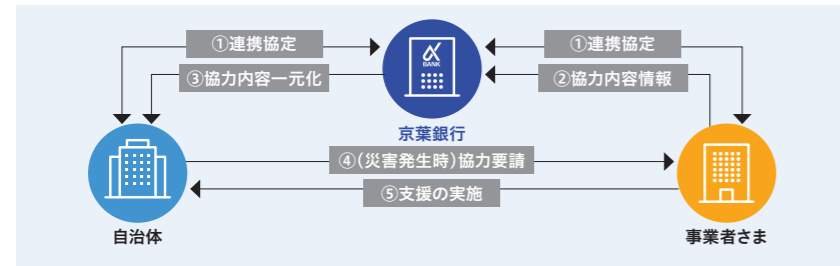 ①連携協定
①連携協定
αBANK
③協力内容一元化
②協力内容情報
京葉銀行
④(災害発生時)協力要請
⑤支援の実施
自治体
事業者さま